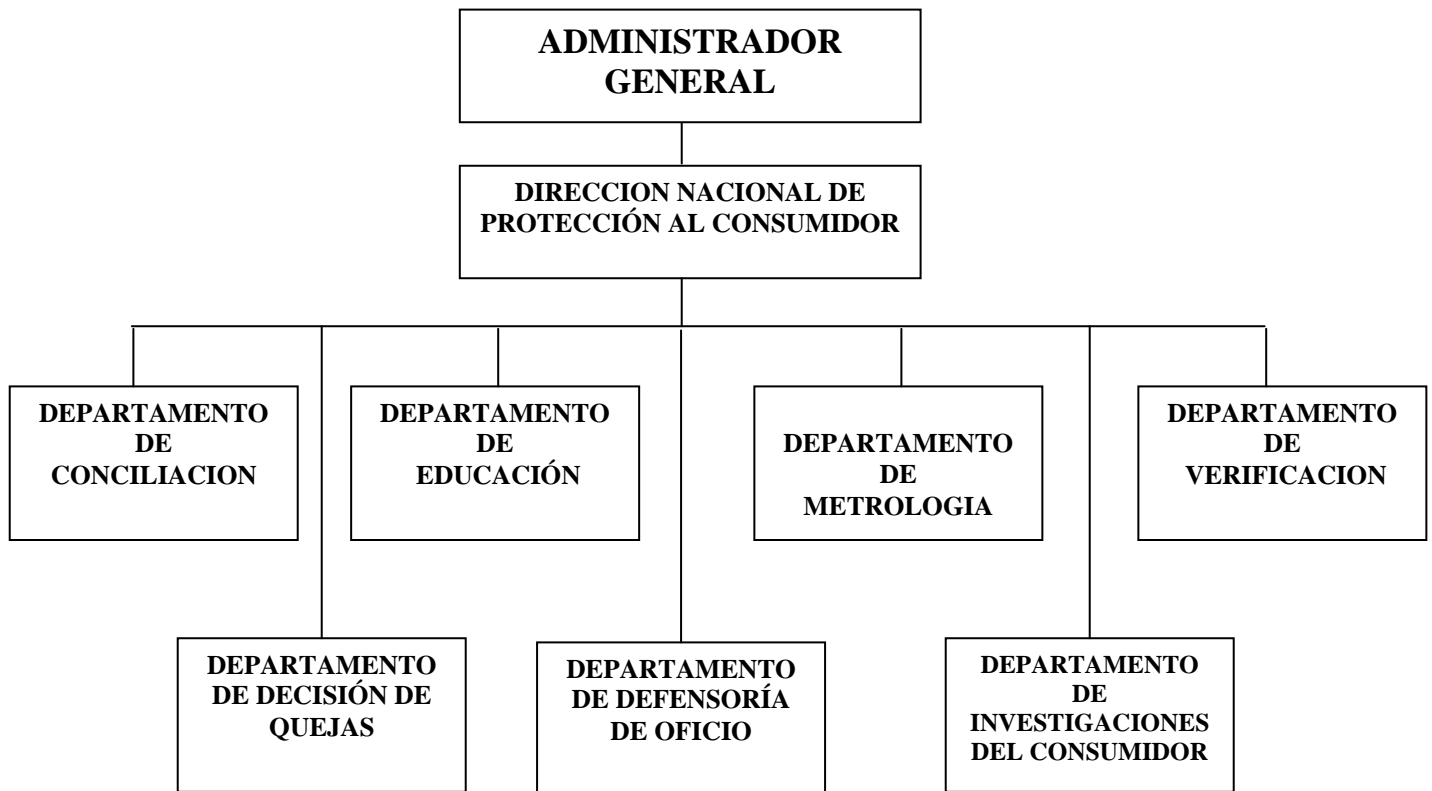 ADMINISTRADOR
GENERAL
DIRECCION NACIONAL DE
PROTECCIÓN AL CONSUMIDOR
DEPARTAMENTO
DE
CONCILIACION
DEPARTAMENTO
DE
EDUCACIÓN
DEPARTAMENTO
DE
METROLOGIA
DEPARTAMENTO
DE
VERIFICACION
DEPARTAMENTO
DE DECISIÓN DE
QUEJAS
DEPARTAMENTO
DE DEFENSORÍA
DE OFICIO
DEPARTAMENTO
DE
INVESTIGACIONES
DEL CONSUMIDOR